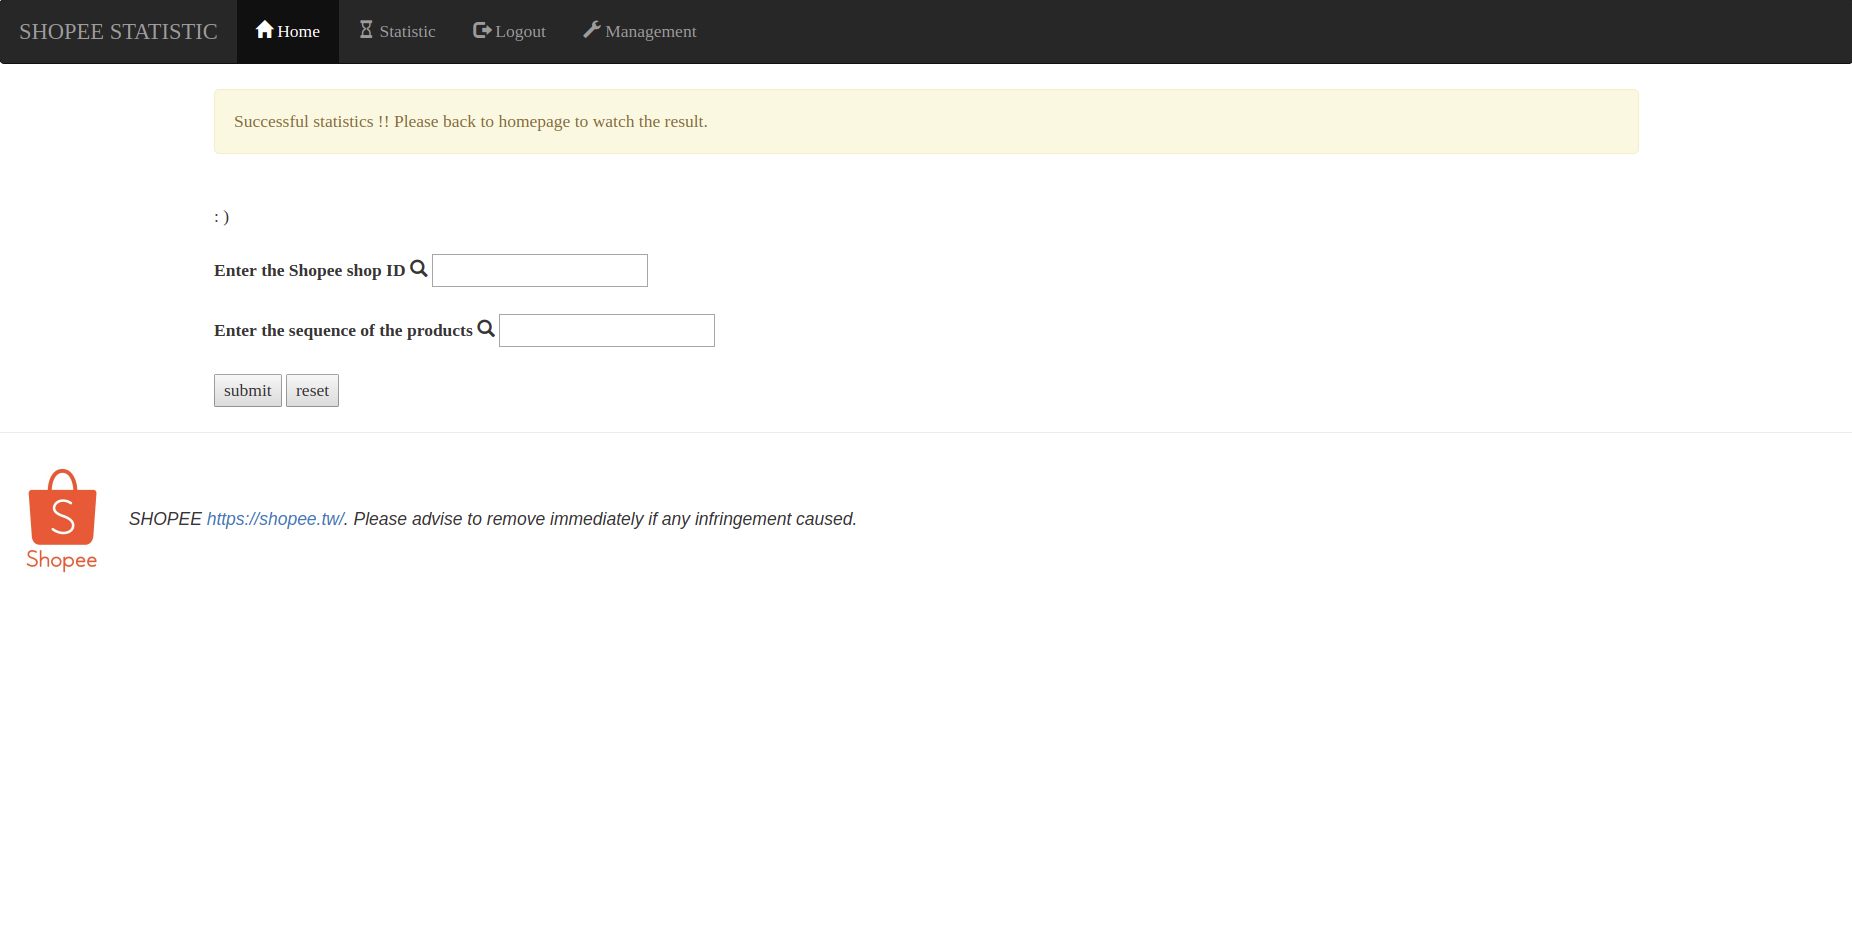 SHOPEE STATISTIC Home Statistic Logout Management
Successful statistics !! Please back to homepage to watch the result.
: )
Enter the Shopee shop ID
Enter the sequence of the products
submit reset
S
Shopee
SHOPEE https://shopee.tw/. Please advise to remove immediately if any infringement caused.